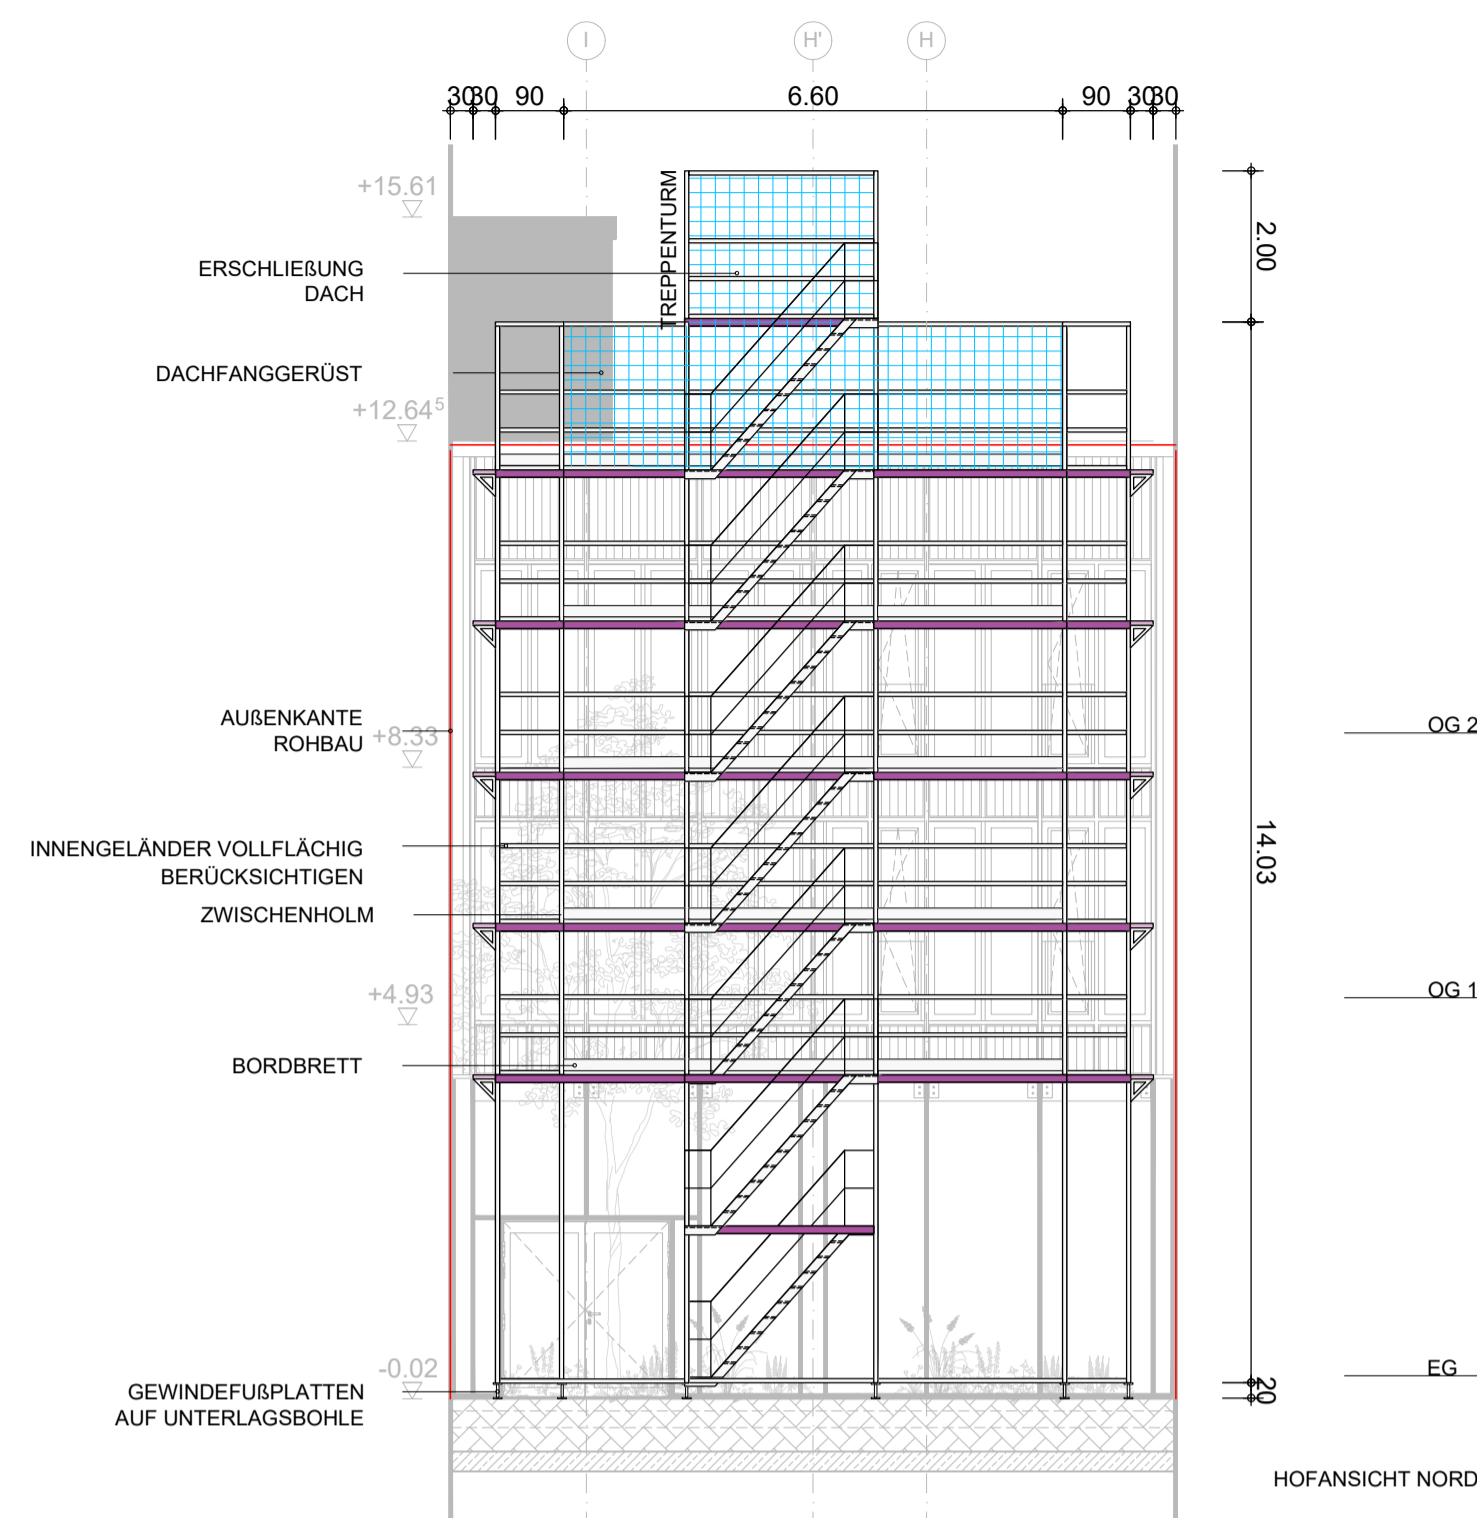 I
H'
H
30 30 90 6.60 90 30 30
+15.61
TREPPENTURM
2.00
ERSCHLIEßUNG
DACH
DACHFANGGERÜST
+12.64⁵
AUßENKANTE
ROHBAU
+8.33
OG 2
14.03
INNENGELÄNDER VOLLFLÄCHIG
BERÜCKSICHTIGEN
ZWISCHENHOLM
+4.93
OG 1
BORDBRETT
-0.02
EG
20
GEWINDEFUßPLATTEN
AUF UNTERLAGSBOHLE
HOFANSICHT NORD